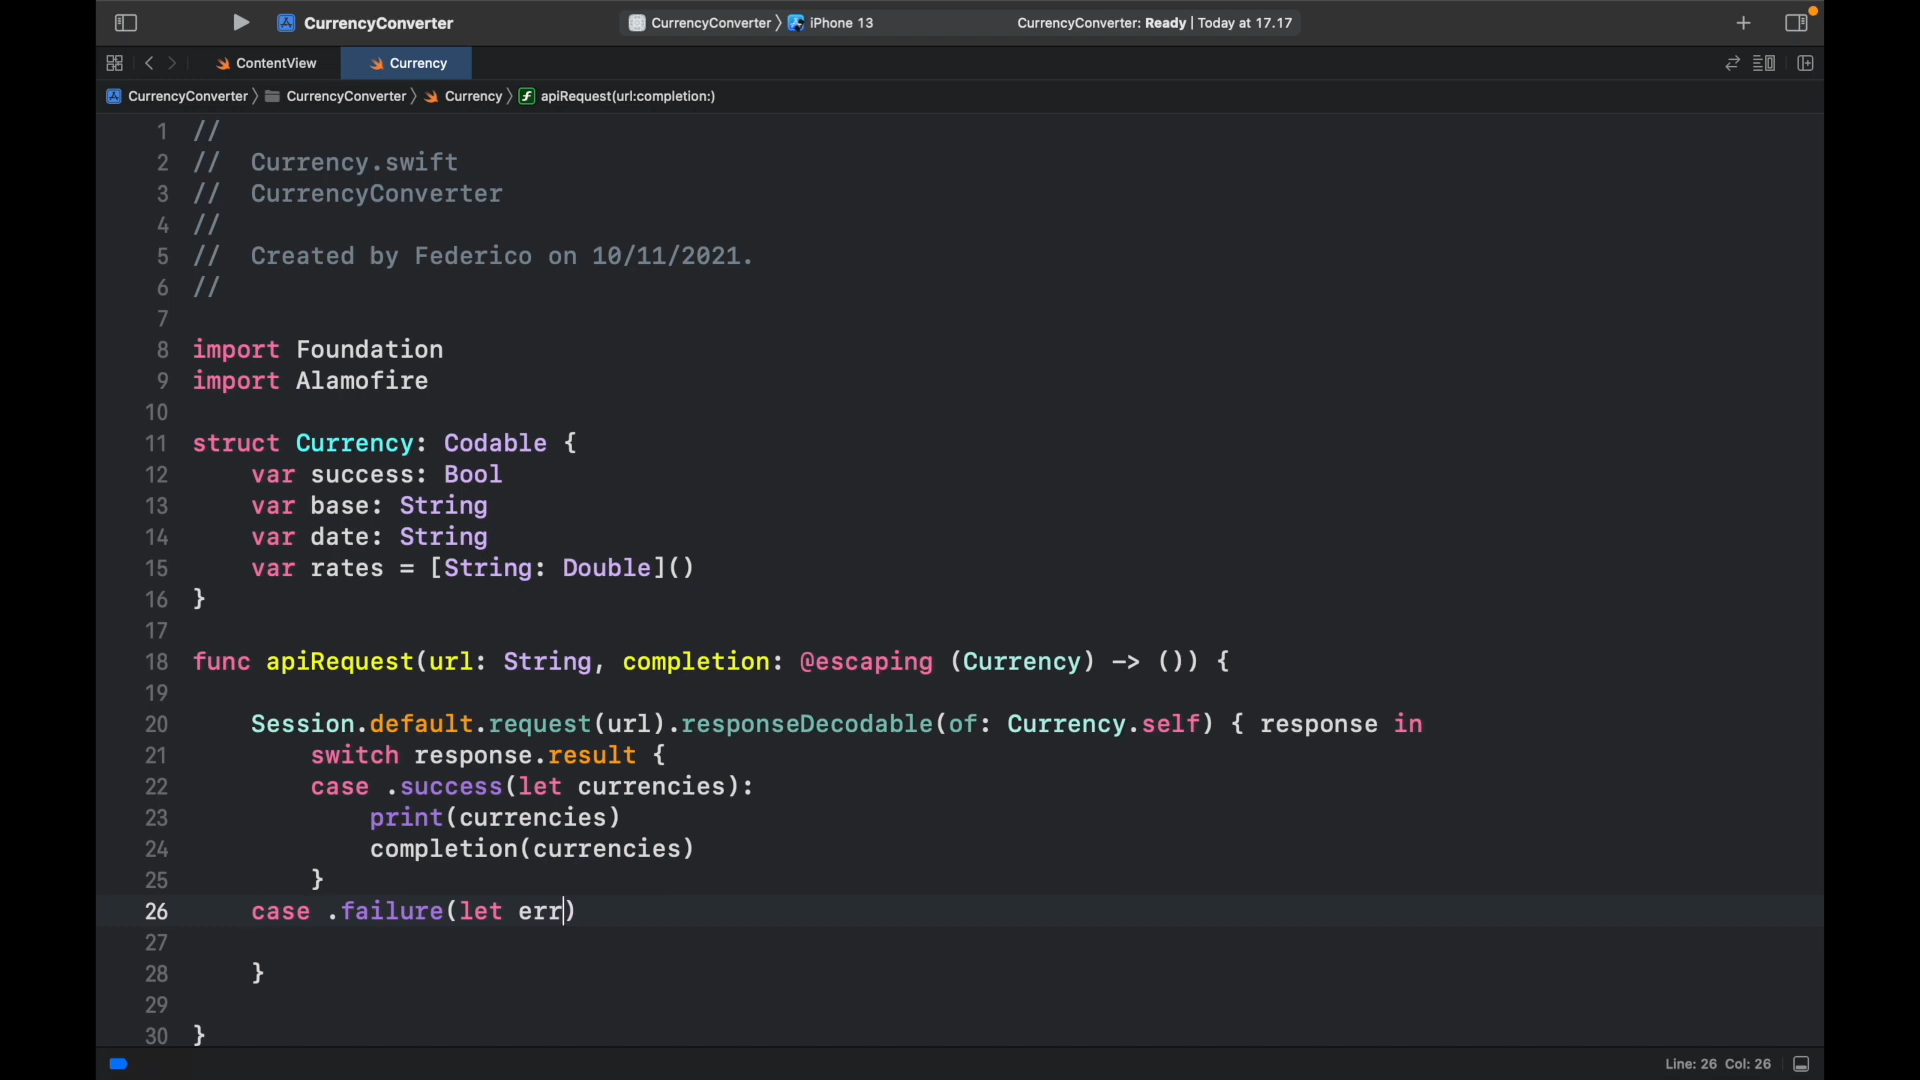 CurrencyConverter
CurrencyConverter 〉 iPhone 13
CurrencyConverter: Ready | Today at 17.17
ContentView
Currency
CurrencyConverter 〉 CurrencyConverter 〉 Currency 〉 f apiRequest(url:completion:)
1 //
2 //  Currency.swift
3 //  CurrencyConverter
4 //
5 //  Created by Federico on 10/11/2021.
6 //
7
8 import Foundation
9 import Alamofire
10
11 struct Currency: Codable {
12     var success: Bool
13     var base: String
14     var date: String
15     var rates = [String: Double]()
16 }
17
18 func apiRequest(url: String, completion: @escaping (Currency) -> ()) {
19
20     Session.default.request(url).responseDecodable(of: Currency.self) { response in
21         switch response.result {
22         case .success(let currencies):
23             print(currencies)
24             completion(currencies)
25         }
26     case .failure(let err)
27
28     }
29
30 }
Line: 26 Col: 26